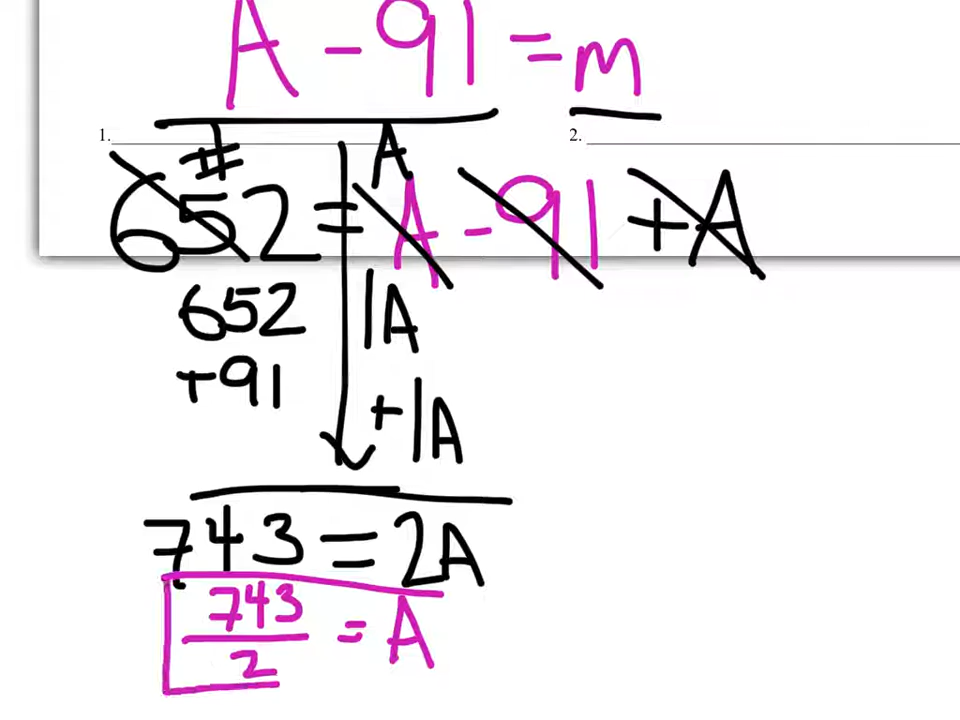 A - 91 = m
1. 2.
# A
652 = A - 91 + A
652 1A
+91 +1A
743 = 2A
743/2 = A